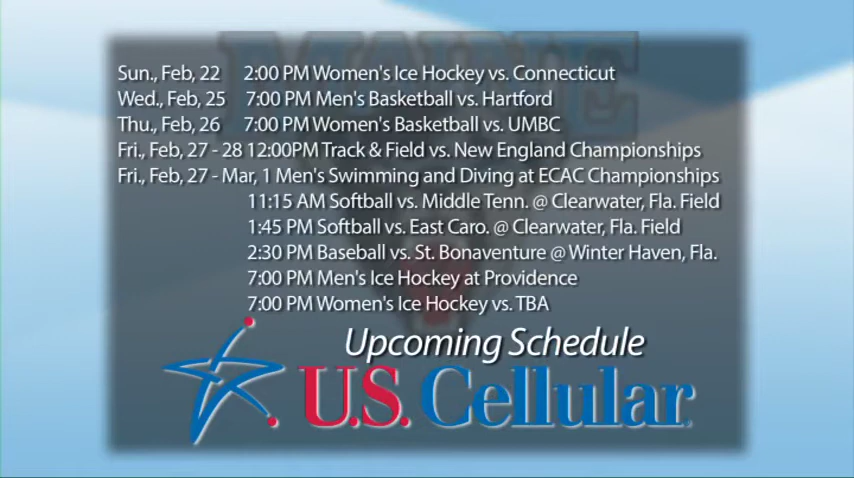 MAINE
Sun., Feb, 22 2:00 PM Women's Ice Hockey vs. Connecticut
Wed., Feb, 25 7:00 PM Men's Basketball vs. Hartford
Thu., Feb, 26 7:00 PM Women's Basketball vs. UMBC
Fri., Feb, 27 - 28 12:00PM Track & Field vs. New England Championships
Fri., Feb, 27 - Mar, 1 Men's Swimming and Diving at ECAC Championships
11:15 AM Softball vs. Middle Tenn. @ Clearwater, Fla. Field
1:45 PM Softball vs. East Caro. @ Clearwater, Fla. Field
2:30 PM Baseball vs. St. Bonaventure @ Winter Haven, Fla.
7:00 PM Men's Ice Hockey at Providence
7:00 PM Women's Ice Hockey vs. TBA
Upcoming Schedule
U.S. Cellular